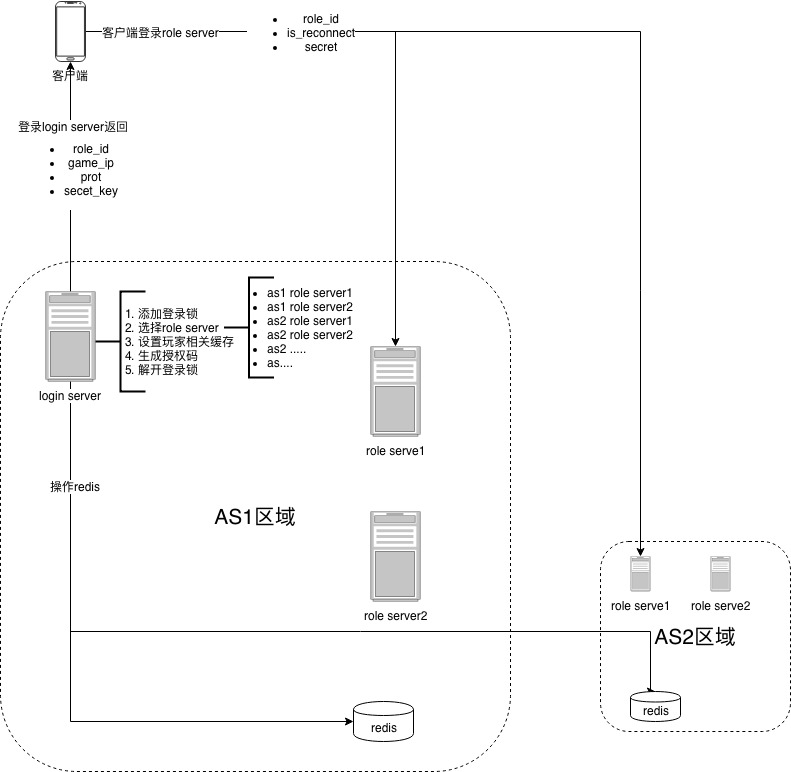 客户端登录role server
role_id
is_reconnect
secret
客户端
登录login server返回
role_id
game_ip
prot
secet_key
1. 添加登录锁
2. 选择role server
3. 设置玩家相关缓存
4. 生成授权码
5. 解开登录锁
as1 role server1
as1 role server2
as2 role server1
as2 role server2
as2 .....
as....
login server
role serve1
操作redis
AS1区域
role server2
role serve1
role serve2
AS2区域
redis
redis